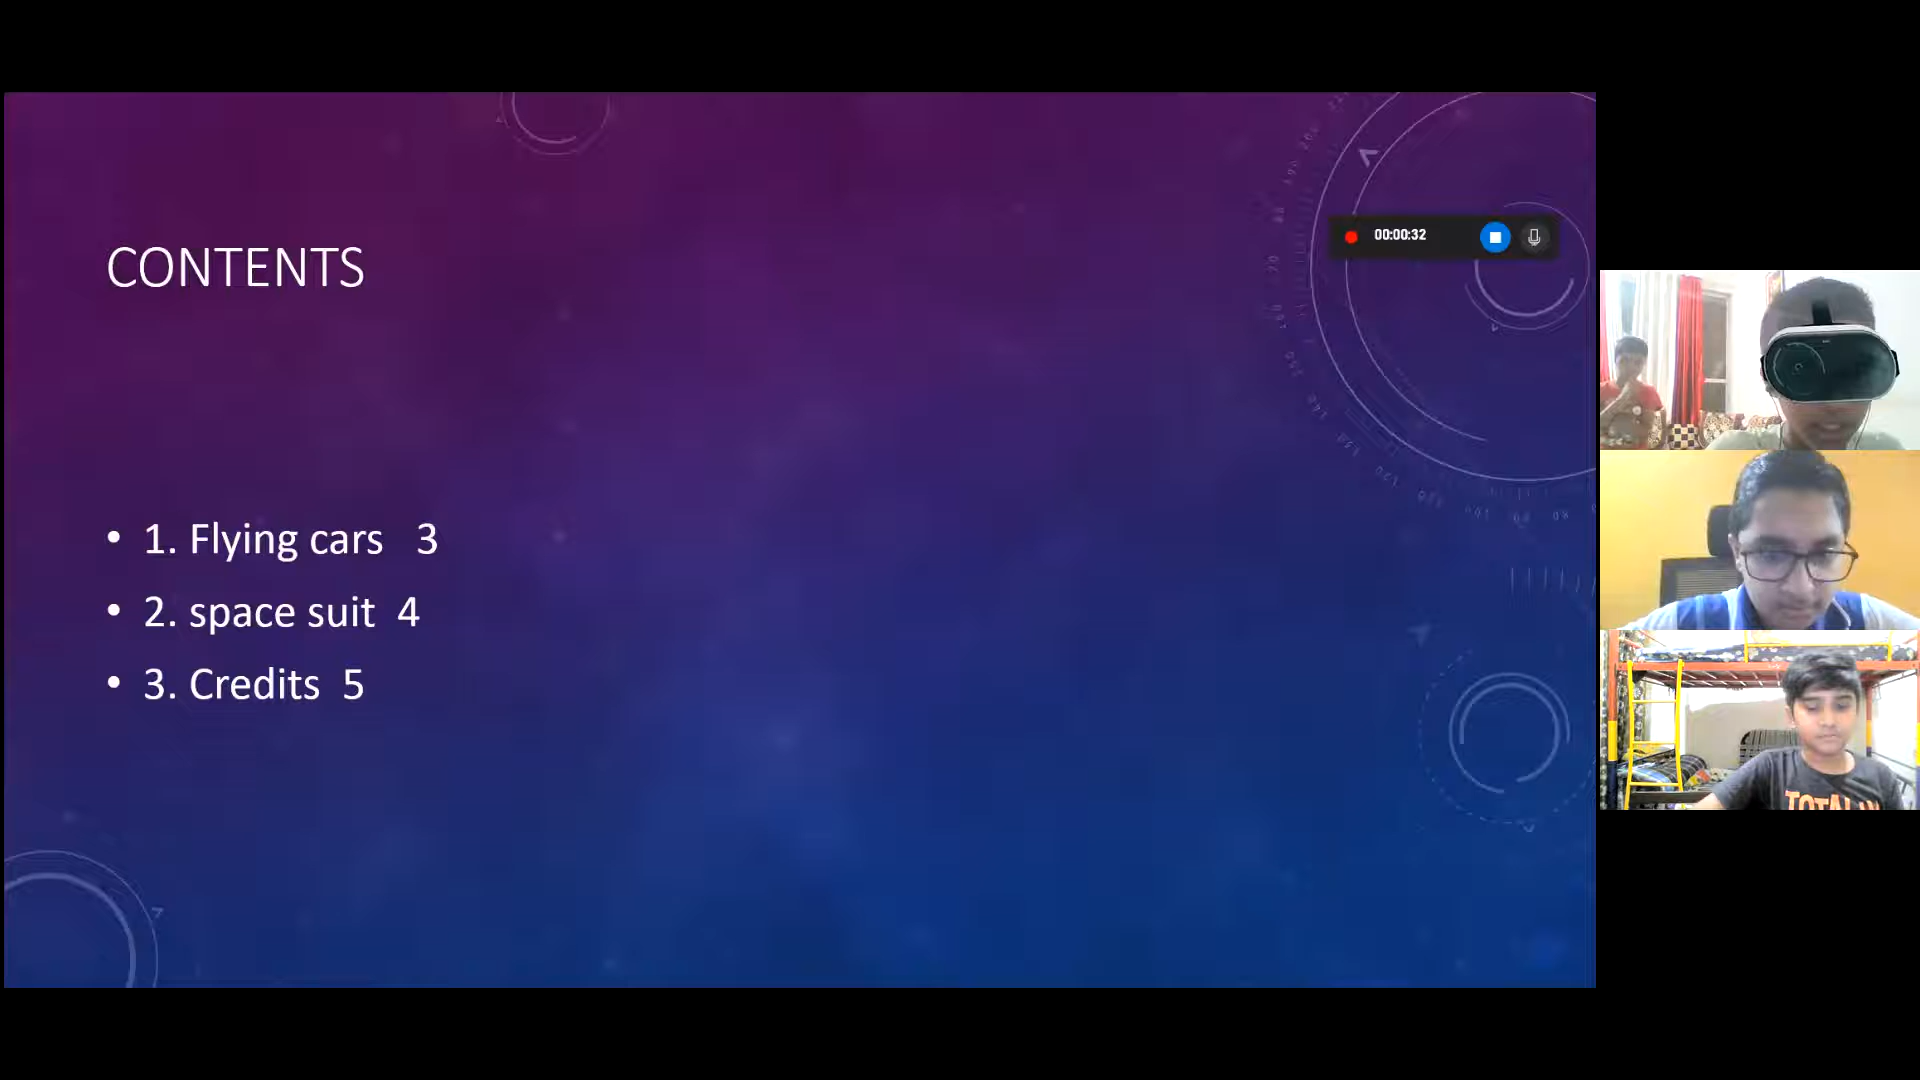 CONTENTS
00:00:32
• 1. Flying cars 3
• 2. space suit 4
• 3. Credits 5